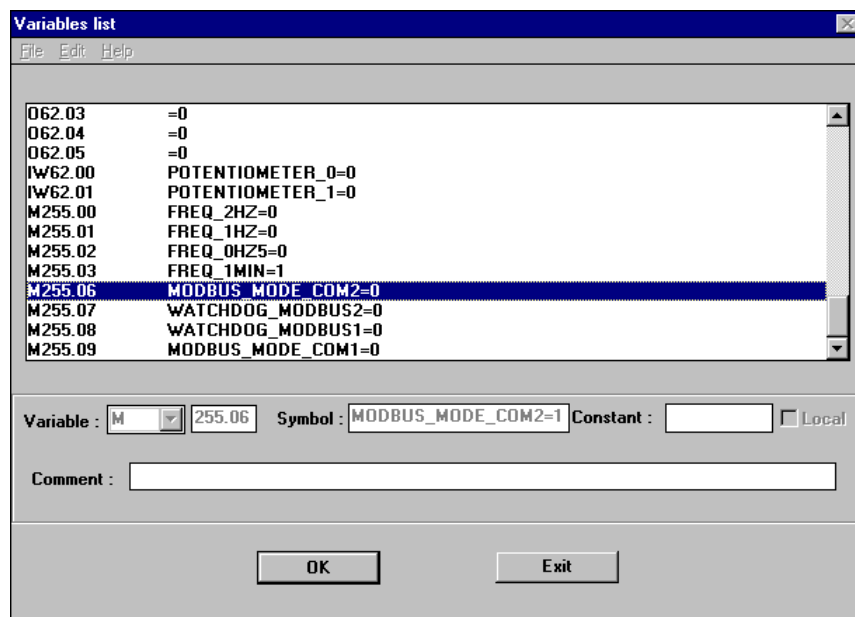 Variables list
File Edit Help
O62.03 =0
O62.04 =0
O62.05 =0
IW62.00 POTENTIOMETER_0=0
IW62.01 POTENTIOMETER_1=0
M255.00 FREQ_2HZ=0
M255.01 FREQ_1HZ=0
M255.02 FREQ_0HZ5=0
M255.03 FREQ_1MIN=1
M255.06 MODBUS_MODE_COM2=0
M255.07 WATCHDOG_MODBUS2=0
M255.08 WATCHDOG_MODBUS1=0
M255.09 MODBUS_MODE_COM1=0
Variable : M 255.06 Symbol : MODBUS_MODE_COM2=1 Constant : Local
Comment :
OK Exit